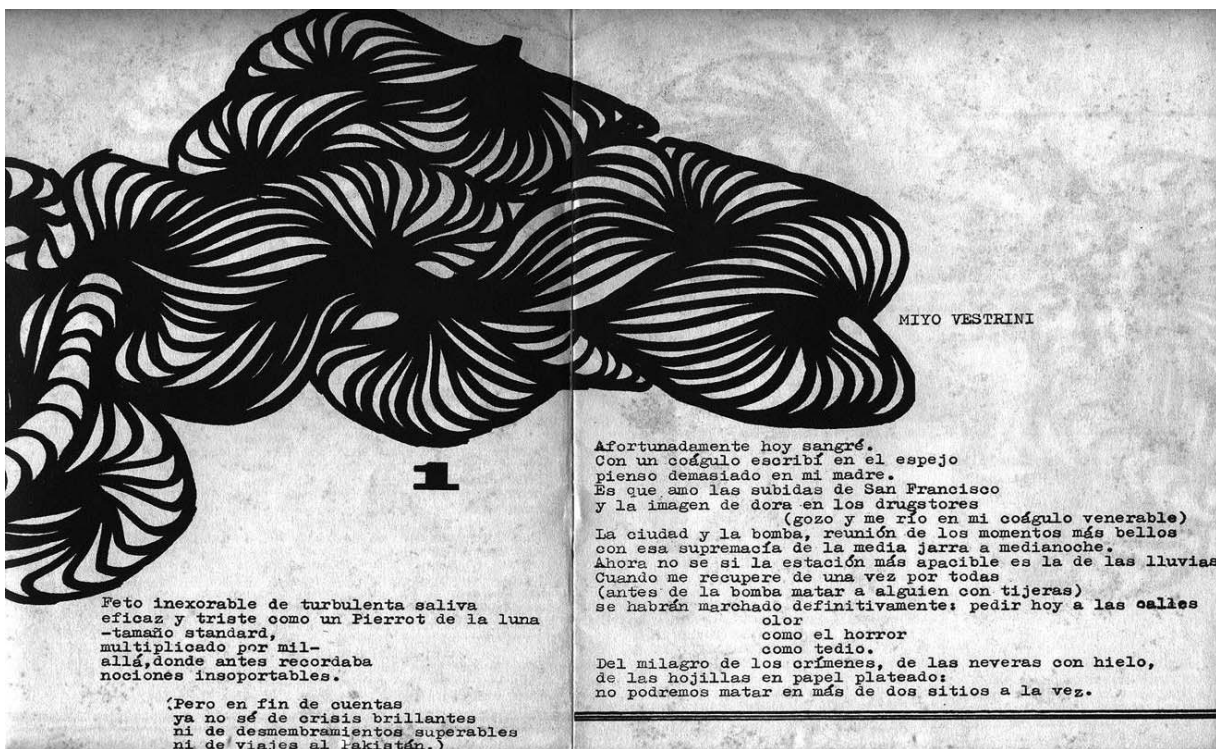 1
Feto inexorable de turbulenta saliva
eficaz y triste como un Pierrot de la luna
-tamaño standard,
multiplicado por mil-
allá,donde antes recordaba
nociones insoportables.
(Pero en fin de cuentas
ya no sé de crisis brillantes
ni de desmembramientos superables
ni de viajes al Pakistán.)
MIYO VESTRINI
Afortunadamente hoy sangré.
Con un coágulo escribí en el espejo
pienso demasiado en mi madre.
Es que amo las subidas de San Francisco
y la imagen de dora en los drugstores
(gozo y me río en mi coágulo venerable)
La ciudad y la bomba, reunión de los momentos más bellos
con esa supremacía de la media jarra a medianoche.
Ahora no se si la estación más apacible es la de las lluvias
Cuando me recupere de una vez por todas
(antes de la bomba matar a alguien con tijeras)
se habrán marchado definitivamente: pedir hoy a las calles
olor
como el horror
como tedio.
Del milagro de los crímenes, de las neveras con hielo,
de las hojillas en papel plateado:
no podremos matar en más de dos sitios a la vez.